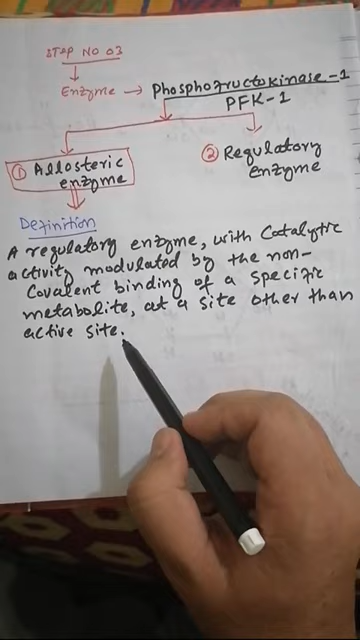 STEP NO 03
Enzyme → Phosphofructokinase-1
PFK-1
① Allosteric enzyme
② Regulatory enzyme
Definition
A regulatory enzyme, with Catalytic
activity modulated by the non-
Covalent binding of a specific
metabolite, at a site other than
active site.